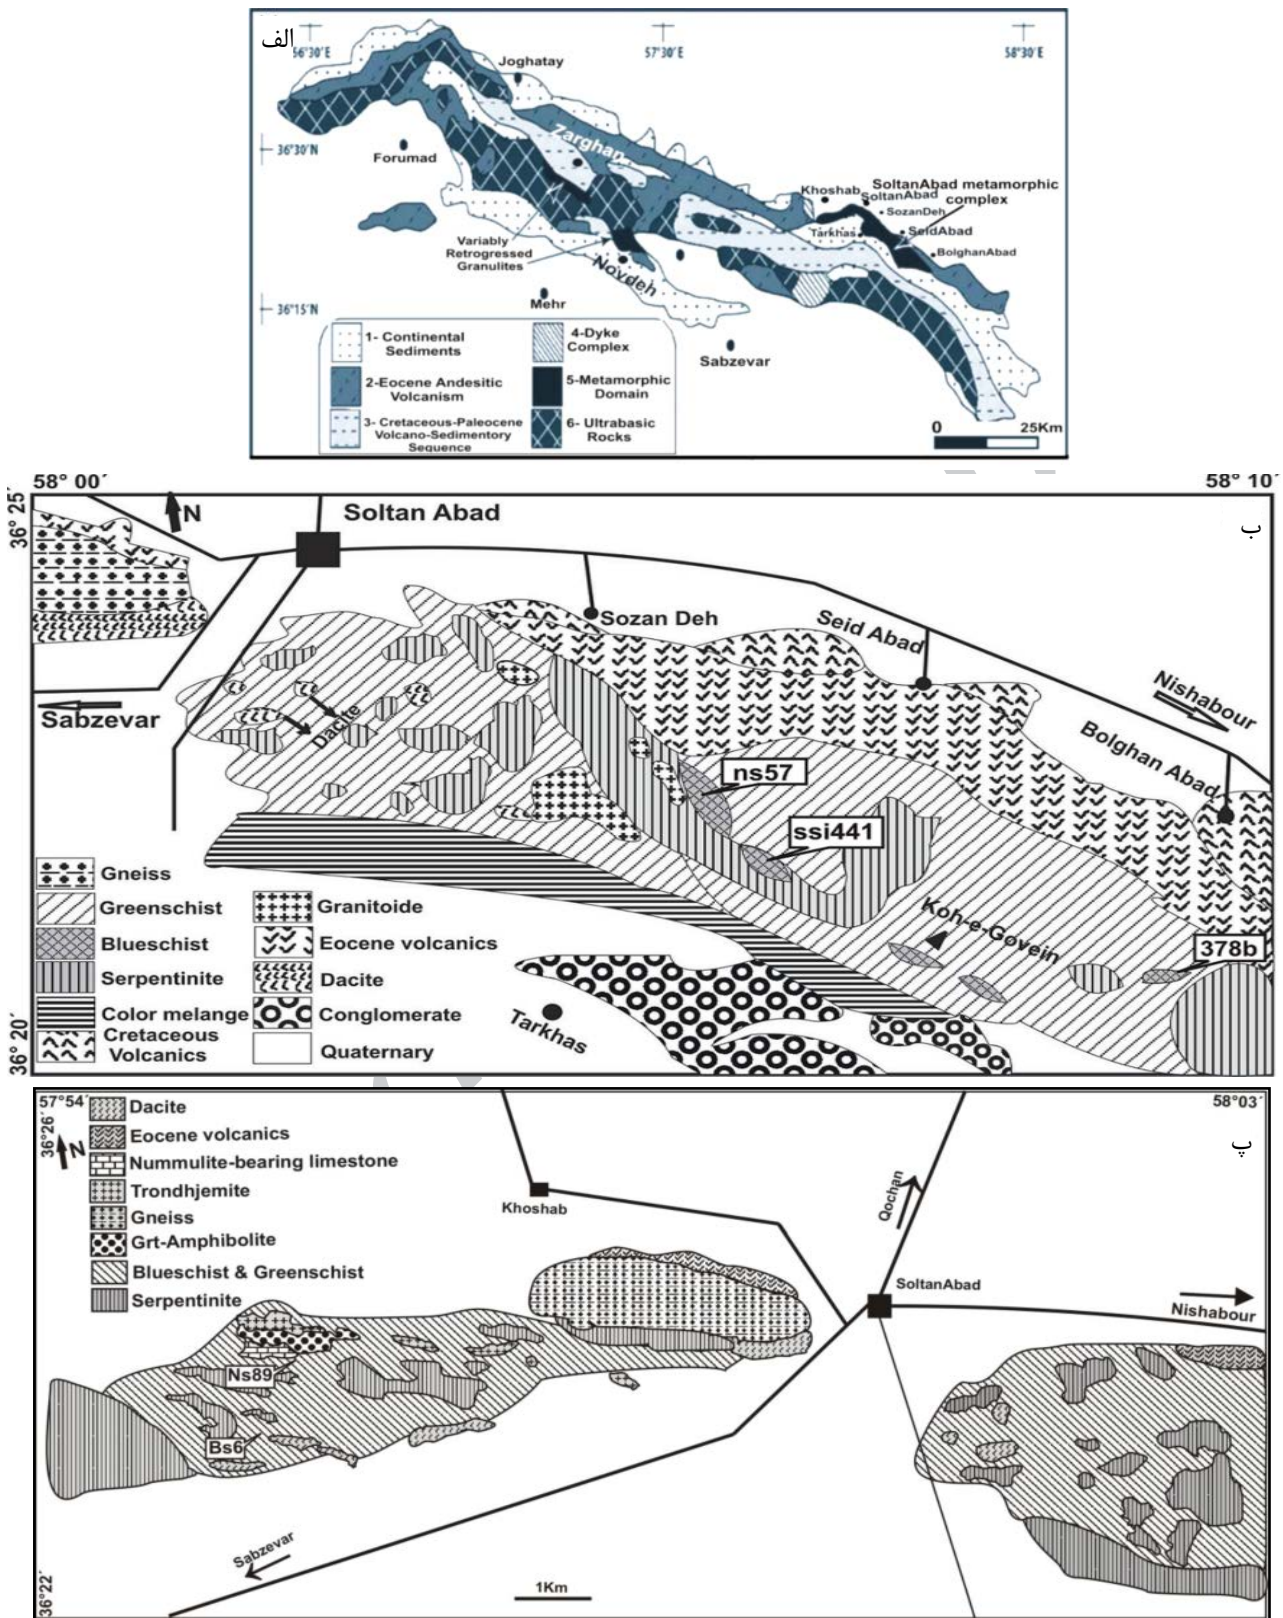 الف
56°30′E
57°30′E
58°30′E
Joghatay
36°30′N
Forumad
Zarghan
Khoshab
SoltanAbad
SoltanAbad metamorphic
complex
SozanDeh
Tarkhas
SeidAbad
BolghanAbad
Variably
Retrogressed
Granulites
Novdeh
Mehr
36°15′N
Sabzevar
1- Continental
Sediments
2-Eocene Andesitic
Volcanism
3- Cretaceous-Paleocene
Volcano-Sedimentory
Sequence
4-Dyke
Complex
5-Metamorphic
Domain
6- Ultrabasic
Rocks
0 25Km
58° 00′
58° 10′
36° 25′
ب
N
Soltan Abad
Sozan Deh
Seid Abad
Nishabour
Bolghan Abad
Sabzevar
Dacite
ns57
ssi441
Koh-e-Govein
378b
Tarkhas
36° 20′
Gneiss
Greenschist
Blueschist
Serpentinite
Color melange
Cretaceous
Volcanics
Granitoide
Eocene volcanics
Dacite
Conglomerate
Quaternary
57°54′
58°03′
36°26′
پ
N
Dacite
Eocene volcanics
Nummulite-bearing limestone
Trondhjemite
Gneiss
Grt-Amphibolite
Blueschist & Greenschist
Serpentinite
Khoshab
Qochan
SoltanAbad
Nishabour
Ns89
Bs6
Sabzevar
1Km
36°22′